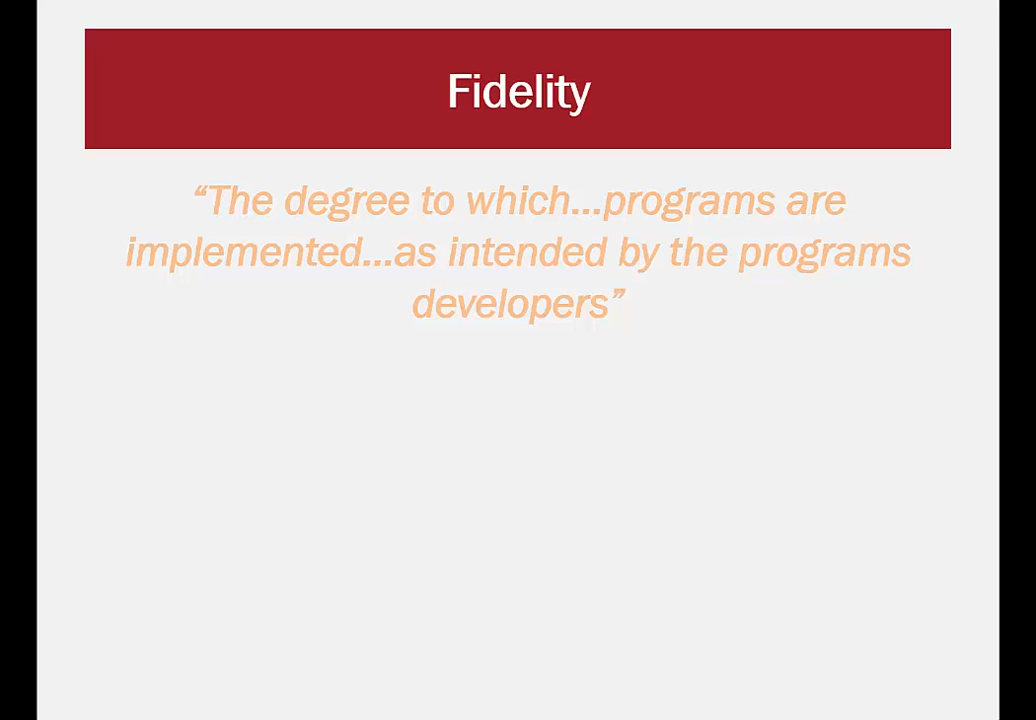 Fidelity
“The degree to which...programs are
implemented...as intended by the programs
developers”